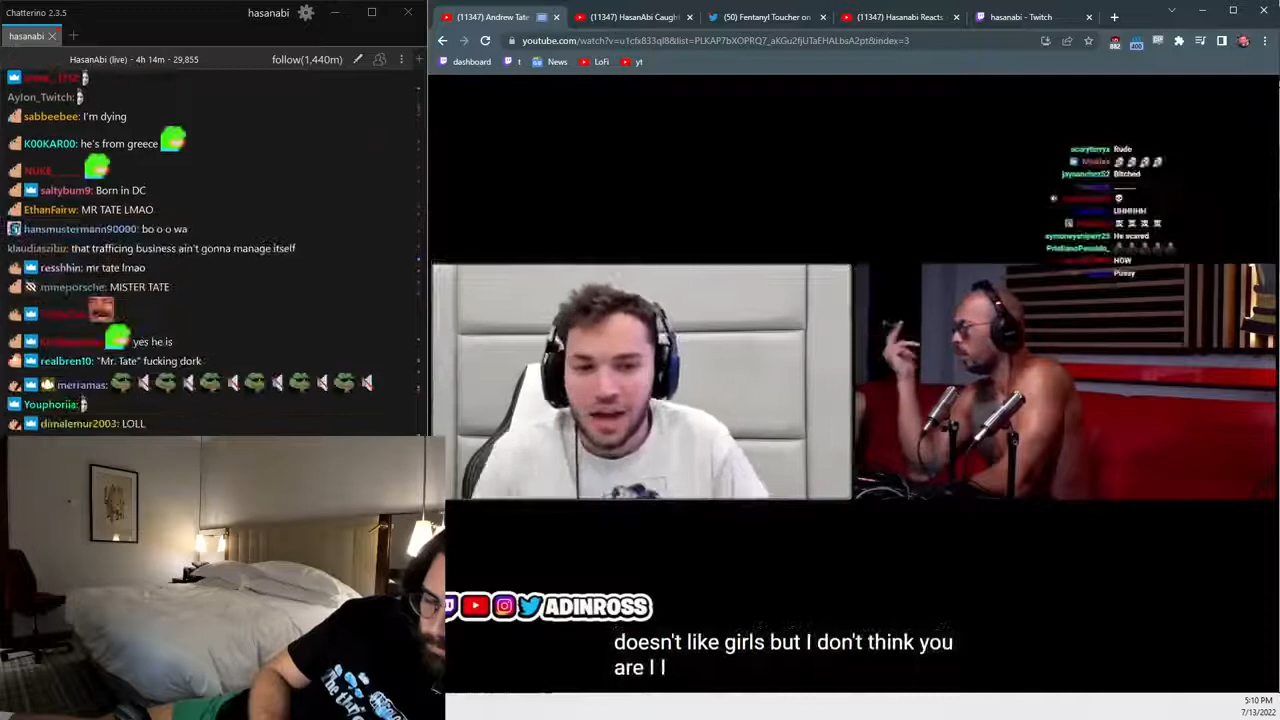 Chatterino 2.3.5
hasanabi
hasanabi
HasanAbi (live) - 4h 14m - 29,855
follow(1,440m)
Aylon_Twitch:
sabbeebee: I'm dying
K00KAR00: he's from greece
NUKE_____:
saltybum9: Born in DC
EthanFairw: MR TATE LMAO
hansmustermann90000: bo o o wa
klaudiaszibz: that trafficing business ain't gonna manage itself
resshhin: mr tate lmao
mmeporsche: MISTER TATE
yes he is
realbren10: "Mr. Tate" fucking dork
merramas:
Youphoriia:
dimalemur2003: LOLL
(11347) Andrew Tate
(11347) HasanAbi Caught
(50) Fentanyl Toucher on
(11347) Hasanabi Reacts
hasanabi - Twitch
youtube.com/watch?v=u1cfx833ql8&list=PLKAP7bXOPRQ7_aKGu2fjUTaEHALbsA2pt&index=3
882
400
dashboard
t
News
LoFi
yt
Rude
Bitched
UHHHHH
He scared
HOW
Pussy
ADINROSS
doesn't like girls but I don't think you
are I I
5:10 PM
7/13/2022